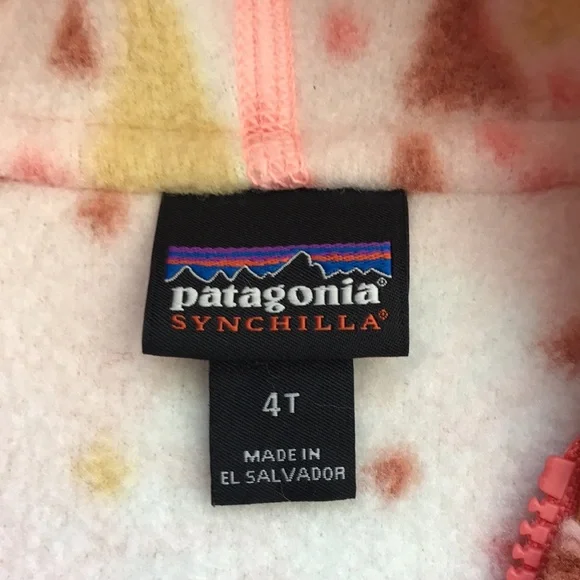 patagonia®
SYNCHILLA®
4T
MADE IN
EL SALVADOR